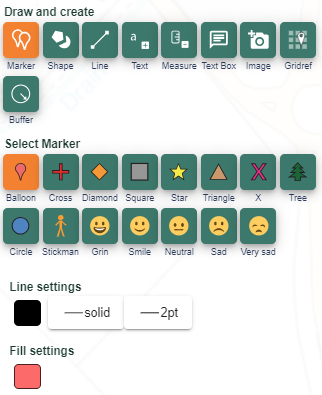 Draw and create
a
Marker Shape Line Text Measure Text Box Image Gridref
Buffer
Select Marker
Balloon Cross Diamond Square Star Triangle X Tree
Circle Stickman Grin Smile Neutral Sad Very sad
Line settings
solid 2pt
Fill settings